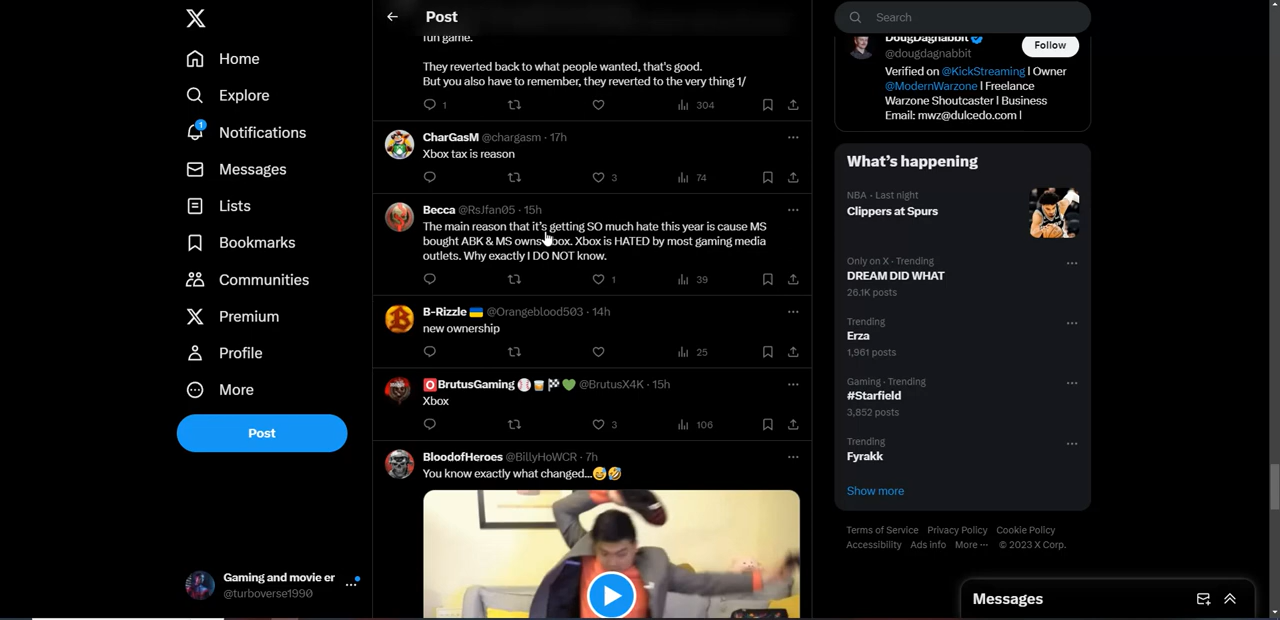 Home
Explore
1
Notifications
Messages
Lists
Bookmarks
Communities
Premium
Profile
More
Post
Gaming and movie er
@turboverse1990
Post
fun game.
They reverted back to what people wanted, that's good.
But you also have to remember, they reverted to the very thing 1/
1
304
CharGasM @chargasm · 17h
Xbox tax is reason
3
74
Becca @RsJfan05 · 15h
The main reason that it's getting SO much hate this year is cause MS
bought ABK & MS owns Xbox. Xbox is HATED by most gaming media
outlets. Why exactly I DO NOT know.
1
39
B-Rizzle @Orangeblood503 · 14h
new ownership
25
BrutusGaming @BrutusX4K · 15h
Xbox
3
106
BloodofHeroes @BillyHoWCR · 7h
You know exactly what changed...
Search
DougDagnabbit
@dougdagnabbit
Follow
Verified on @KickStreaming | Owner
@ModernWarzone | Freelance
Warzone Shoutcaster | Business
Email: mwz@dulcedo.com |
What's happening
NBA · Last night
Clippers at Spurs
Only on X · Trending
DREAM DID WHAT
26.1K posts
Trending
Erza
1,961 posts
Gaming · Trending
#Starfield
3,852 posts
Trending
Fyrakk
Show more
Terms of Service Privacy Policy Cookie Policy
Accessibility Ads info More ··· © 2023 X Corp.
Messages